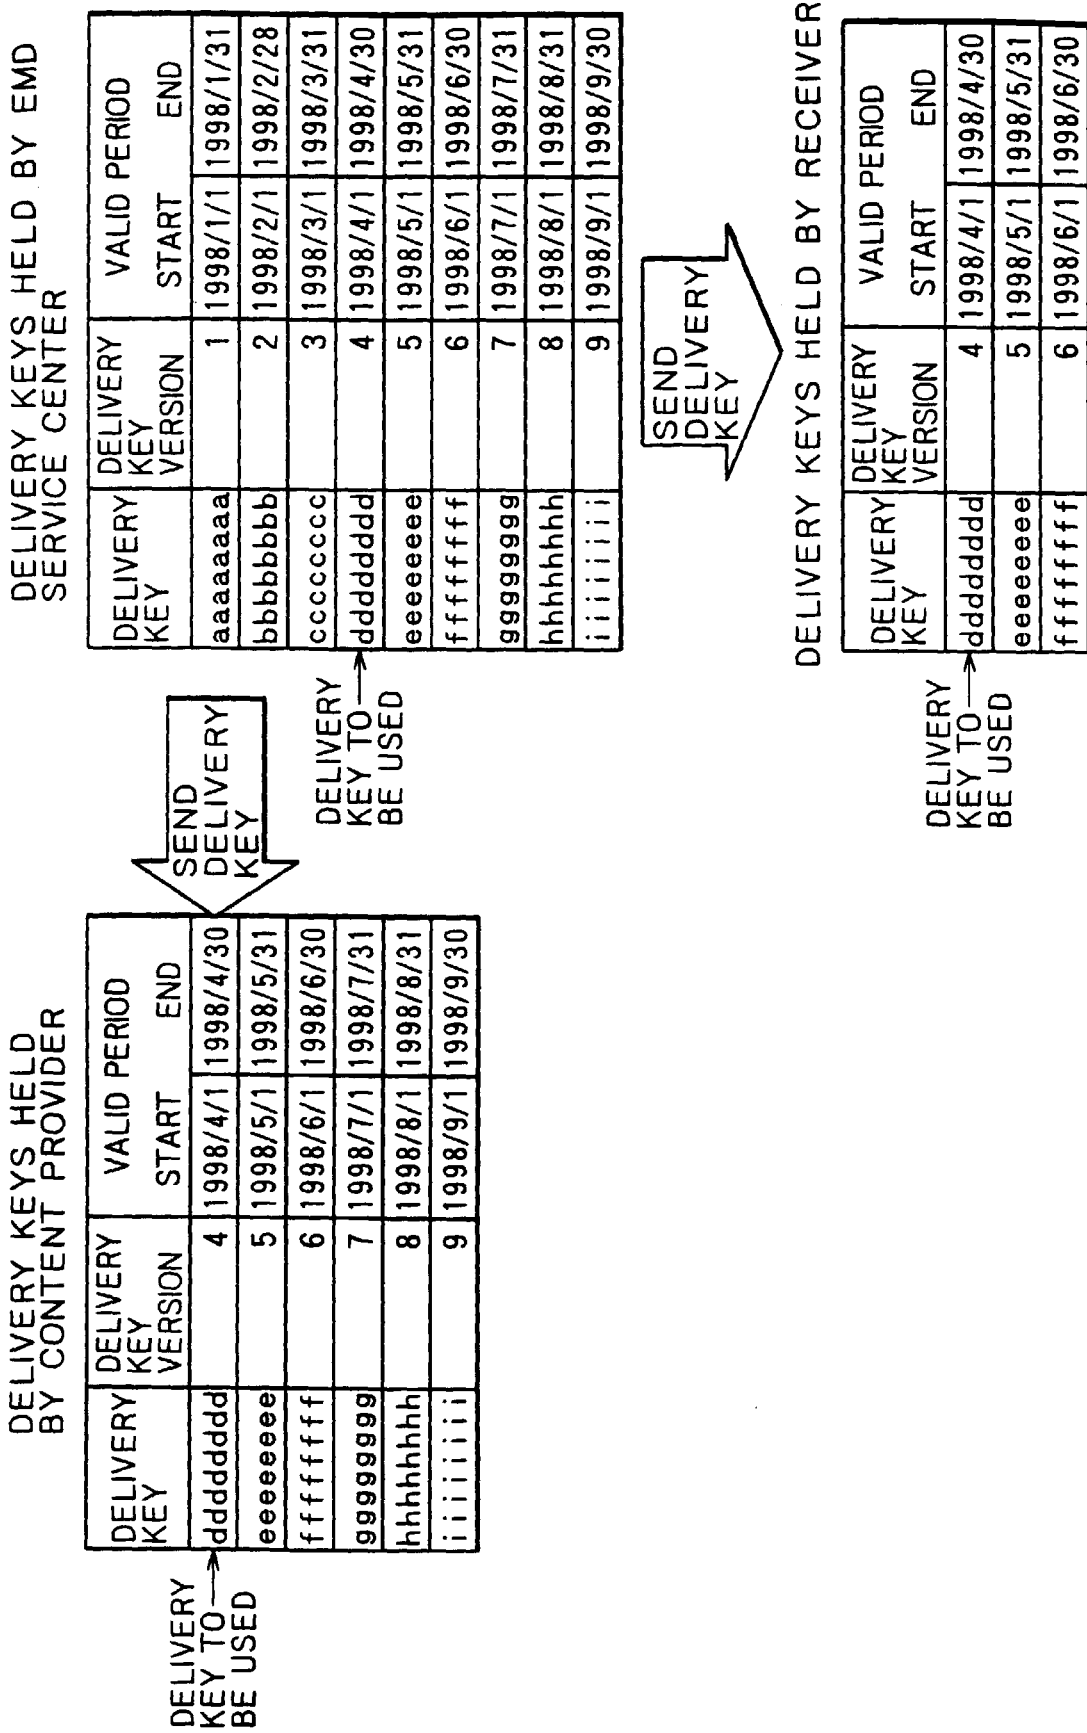 DELIVERY KEYS HELD
BY CONTENT PROVIDER
DELIVERY KEY | DELIVERY KEY VERSION | VALID PERIOD
START | END
dddddddd | 4 | 1998/4/1 | 1998/4/30
eeeeeeee | 5 | 1998/5/1 | 1998/5/31
ffffffff | 6 | 1998/6/1 | 1998/6/30
gggggggg | 7 | 1998/7/1 | 1998/7/31
hhhhhhhh | 8 | 1998/8/1 | 1998/8/31
iiiiiiii | 9 | 1998/9/1 | 1998/9/30
DELIVERY
KEY TO
BE USED
SEND
DELIVERY
KEY
DELIVERY KEYS HELD BY EMD
SERVICE CENTER
DELIVERY KEY | DELIVERY KEY VERSION | VALID PERIOD
START | END
aaaaaaaa | 1 | 1998/1/1 | 1998/1/31
bbbbbbbb | 2 | 1998/2/1 | 1998/2/28
cccccccc | 3 | 1998/3/1 | 1998/3/31
dddddddd | 4 | 1998/4/1 | 1998/4/30
eeeeeeee | 5 | 1998/5/1 | 1998/5/31
ffffffff | 6 | 1998/6/1 | 1998/6/30
gggggggg | 7 | 1998/7/1 | 1998/7/31
hhhhhhhh | 8 | 1998/8/1 | 1998/8/31
iiiiiiii | 9 | 1998/9/1 | 1998/9/30
DELIVERY
KEY TO
BE USED
SEND
DELIVERY
KEY
DELIVERY KEYS HELD BY RECEIVER
DELIVERY KEY | DELIVERY KEY VERSION | VALID PERIOD
START | END
dddddddd | 4 | 1998/4/1 | 1998/4/30
eeeeeeee | 5 | 1998/5/1 | 1998/5/31
ffffffff | 6 | 1998/6/1 | 1998/6/30
DELIVERY
KEY TO
BE USED